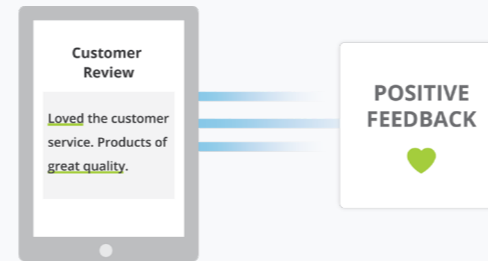 Customer
Review
Loved the customer
service. Products of
great quality.
POSITIVE
FEEDBACK